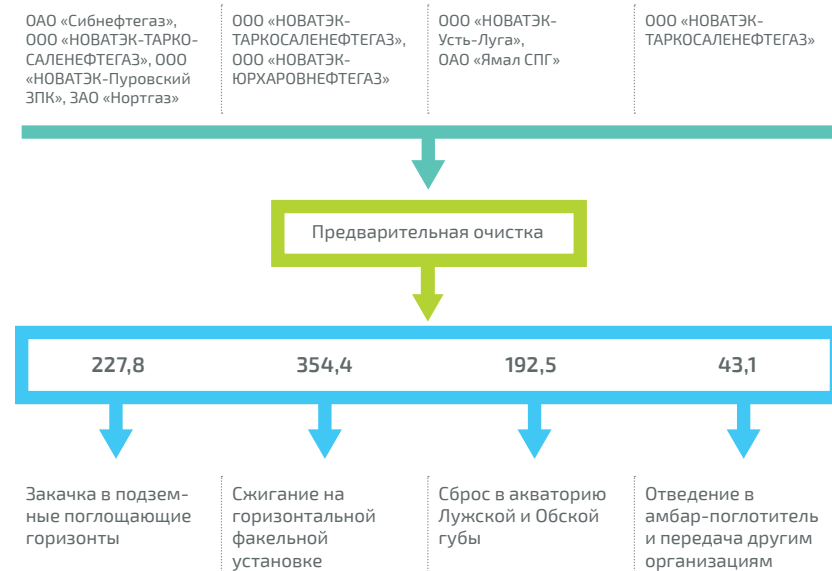 ОАО «Сибнефтегаз»,
ООО «НОВАТЭК-ТАРКО-
САЛЕНЕФТЕГАЗ», ООО
«НОВАТЭК-Пуровский
ЗПК», ЗАО «Нортгаз»
ООО «НОВАТЭК-
ТАРКОСАЛЕНЕФТЕГАЗ»,
ООО «НОВАТЭК-
ЮРХАРОВНЕФТЕГАЗ»
ООО «НОВАТЭК-
Усть-Луга»,
ОАО «Ямал СПГ»
ООО «НОВАТЭК-
ТАРКОСАЛЕНЕФТЕГАЗ»
Предварительная очистка
227,8
354,4
192,5
43,1
Закачка в подзем-
ные поглощающие
горизонты
Сжигание на
горизонтальной
факельной
установке
Сброс в акваторию
Лужской и Обской
губы
Отведение в
амбар-поглотитель
и передача другим
организациям